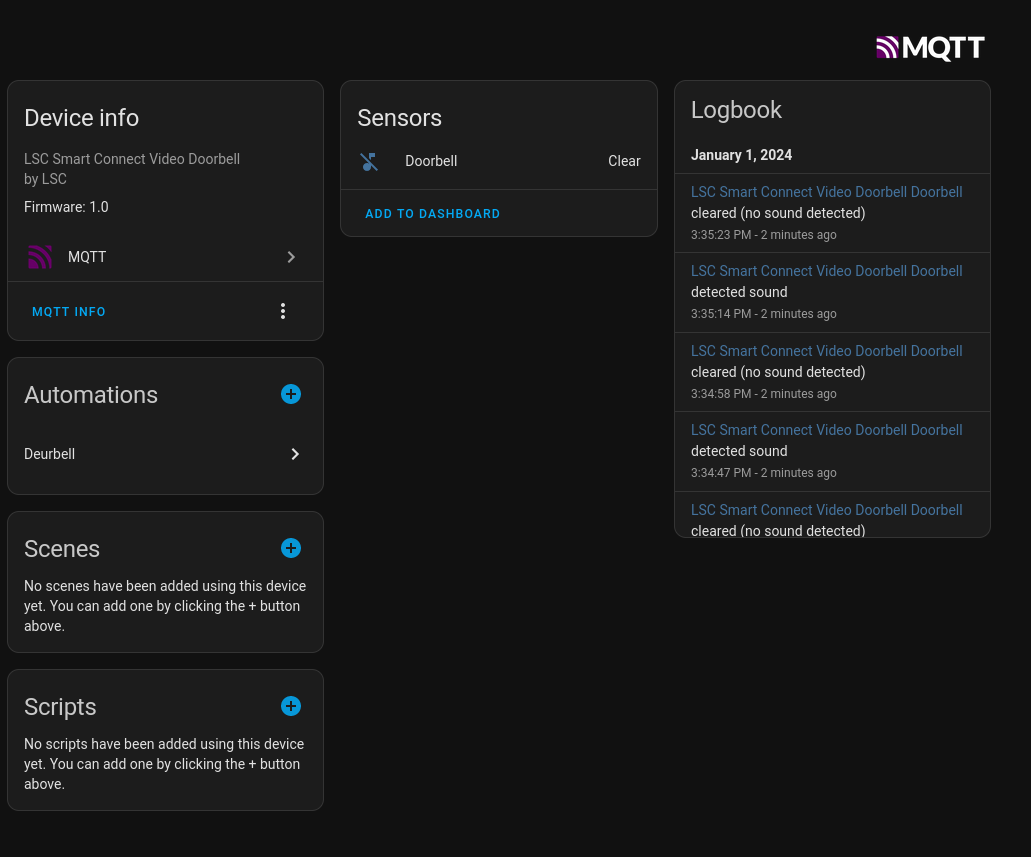 MQTT
Device info
LSC Smart Connect Video Doorbell
by LSC
Firmware: 1.0
MQTT
MQTT INFO
Automations
Deurbell
Scenes
No scenes have been added using this device
yet. You can add one by clicking the + button
above.
Scripts
No scripts have been added using this device
yet. You can add one by clicking the + button
above.
Sensors
Doorbell Clear
ADD TO DASHBOARD
Logbook
January 1, 2024
LSC Smart Connect Video Doorbell Doorbell
cleared (no sound detected)
3:35:23 PM - 2 minutes ago
LSC Smart Connect Video Doorbell Doorbell
detected sound
3:35:14 PM - 2 minutes ago
LSC Smart Connect Video Doorbell Doorbell
cleared (no sound detected)
3:34:58 PM - 2 minutes ago
LSC Smart Connect Video Doorbell Doorbell
detected sound
3:34:47 PM - 2 minutes ago
LSC Smart Connect Video Doorbell Doorbell
cleared (no sound detected)